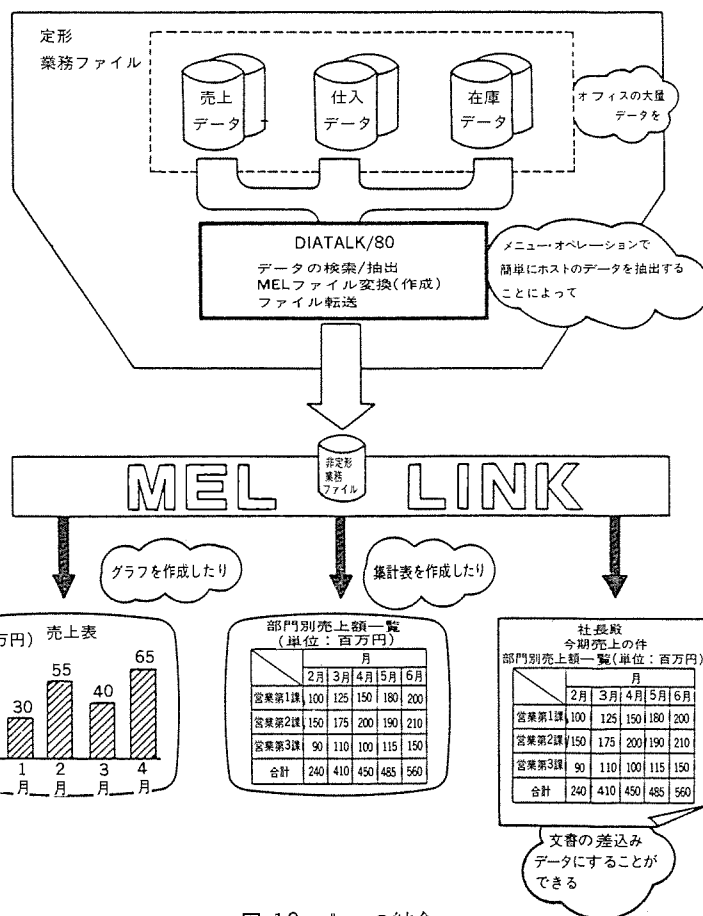 定形
業務ファイル
売上
データ
仕入
データ
在庫
データ
オフィスの大量
データを
DIATALK/80
データの検索/抽出
MELファイル変換(作成)
ファイル転送
メニュー・オペレーションで
簡単にホストのデータを抽出する
ことによって
非定形
業務
ファイル
MEL LINK
グラフを作成したり
集計表を作成したり
万円) 売上表
30 55 40 65
1月 2月 3月 4月
部門別売上額一覧
(単位:百万円)
月
2月 3月 4月 5月 6月
営業第1課 100 125 150 180 200
営業第2課 150 175 200 190 210
営業第3課 90 110 100 115 150
合計 240 410 450 485 560
社長殿
今期売上の件
部門別売上額一覧(単位:百万円)
月
2月 3月 4月 5月 6月
営業第1課 100 125 150 180 200
営業第2課 150 175 200 190 210
営業第3課 90 110 100 115 150
合計 240 410 450 485 560
文書の差込み
データにすることが
できる